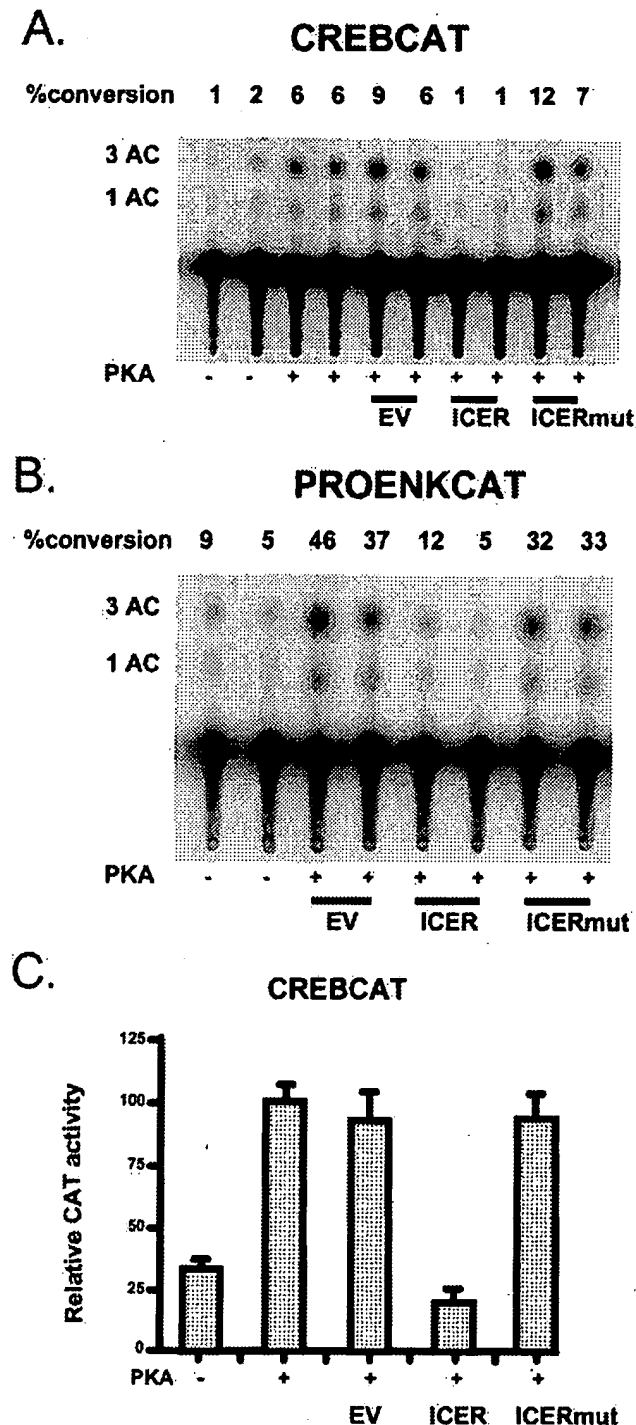 A.
CREBCAT
%conversion 1 2 6 6 9 6 1 1 12 7
3 AC
1 AC
PKA - - + + + + + + + +
EV ICER ICERmut
B.
PROENKCAT
%conversion 9 5 46 37 12 5 32 33
3 AC
1 AC
PKA - - + + + + + +
EV ICER ICERmut
C.
CREBCAT
Relative CAT activity
125
100
75
50
25
0
PKA - + + + +
EV ICER ICERmut